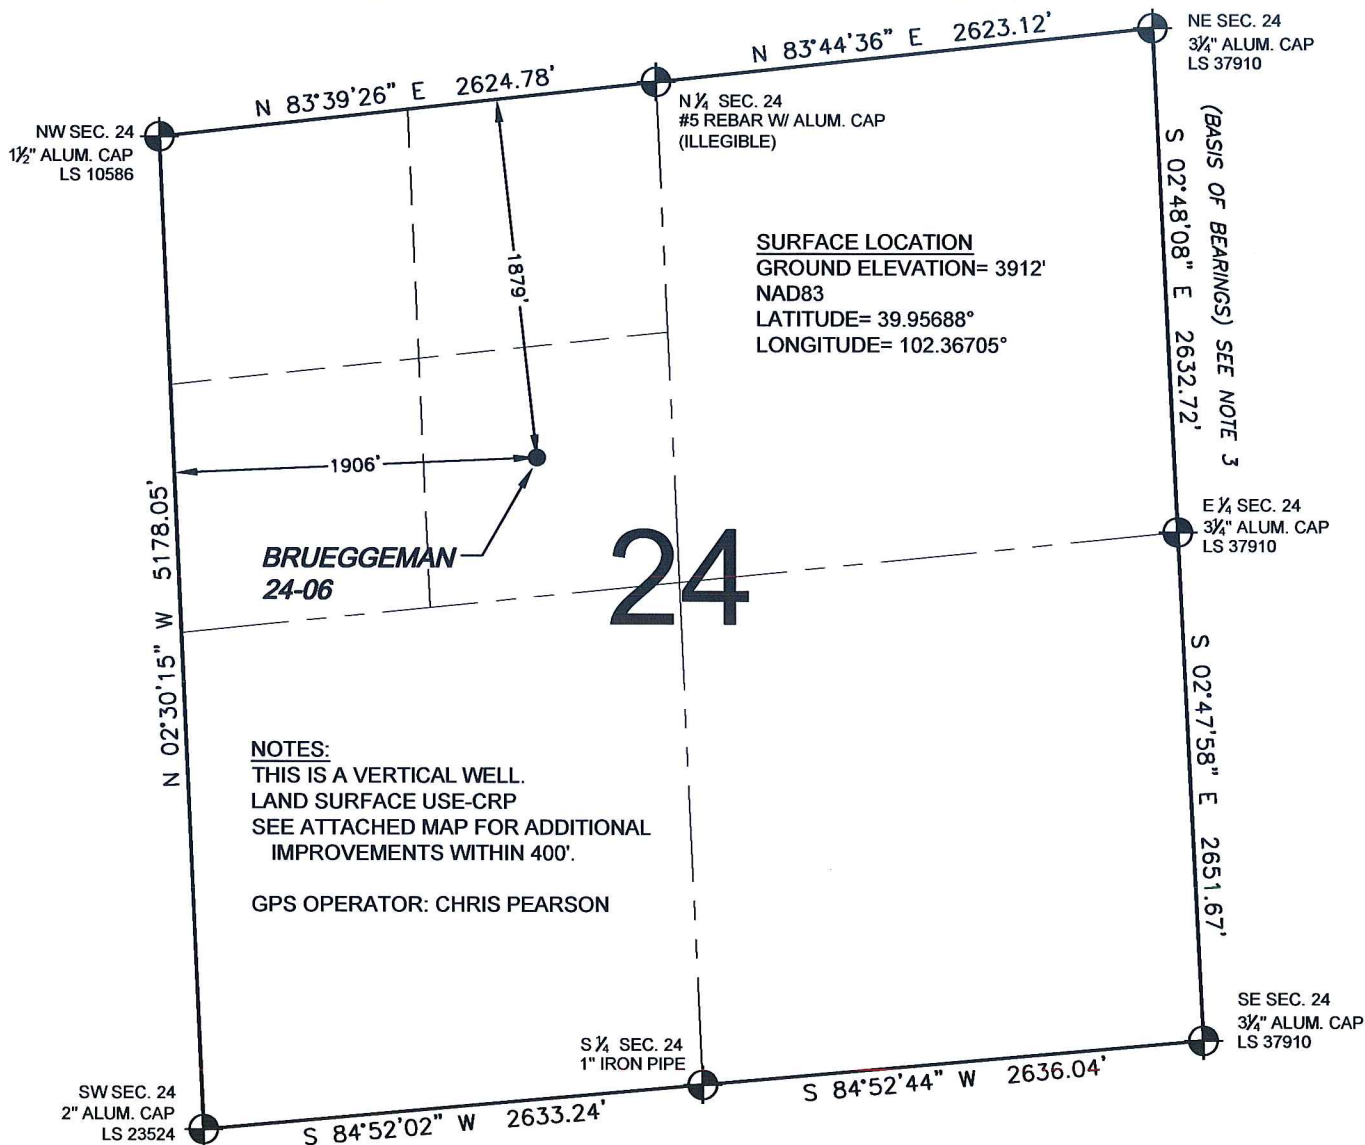 N 83°39'26" E 2624.78'
N 83°44'36" E 2623.12'
NE SEC. 24
3¼" ALUM. CAP
LS 37910
NW SEC. 24
1½" ALUM. CAP
LS 10586
N ¼ SEC. 24
#5 REBAR W/ ALUM. CAP
(ILLEGIBLE)
S 02°48'08" E 2632.72'
(BASIS OF BEARINGS) SEE NOTE 3
1879'
SURFACE LOCATION
GROUND ELEVATION= 3912'
NAD83
LATITUDE= 39.95688°
LONGITUDE= 102.36705°
1906'
BRUEGGEMAN
24-06
24
E ¼ SEC. 24
3¼" ALUM. CAP
LS 37910
N 02°30'15" W 5178.05'
S 02°47'58" E 2651.67'
NOTES:
THIS IS A VERTICAL WELL.
LAND SURFACE USE-CRP
SEE ATTACHED MAP FOR ADDITIONAL
IMPROVEMENTS WITHIN 400'.
GPS OPERATOR: CHRIS PEARSON
SW SEC. 24
2" ALUM. CAP
LS 23524
S 84°52'02" W 2633.24'
S ¼ SEC. 24
1" IRON PIPE
S 84°52'44" W 2636.04'
SE SEC. 24
3¼" ALUM. CAP
LS 37910